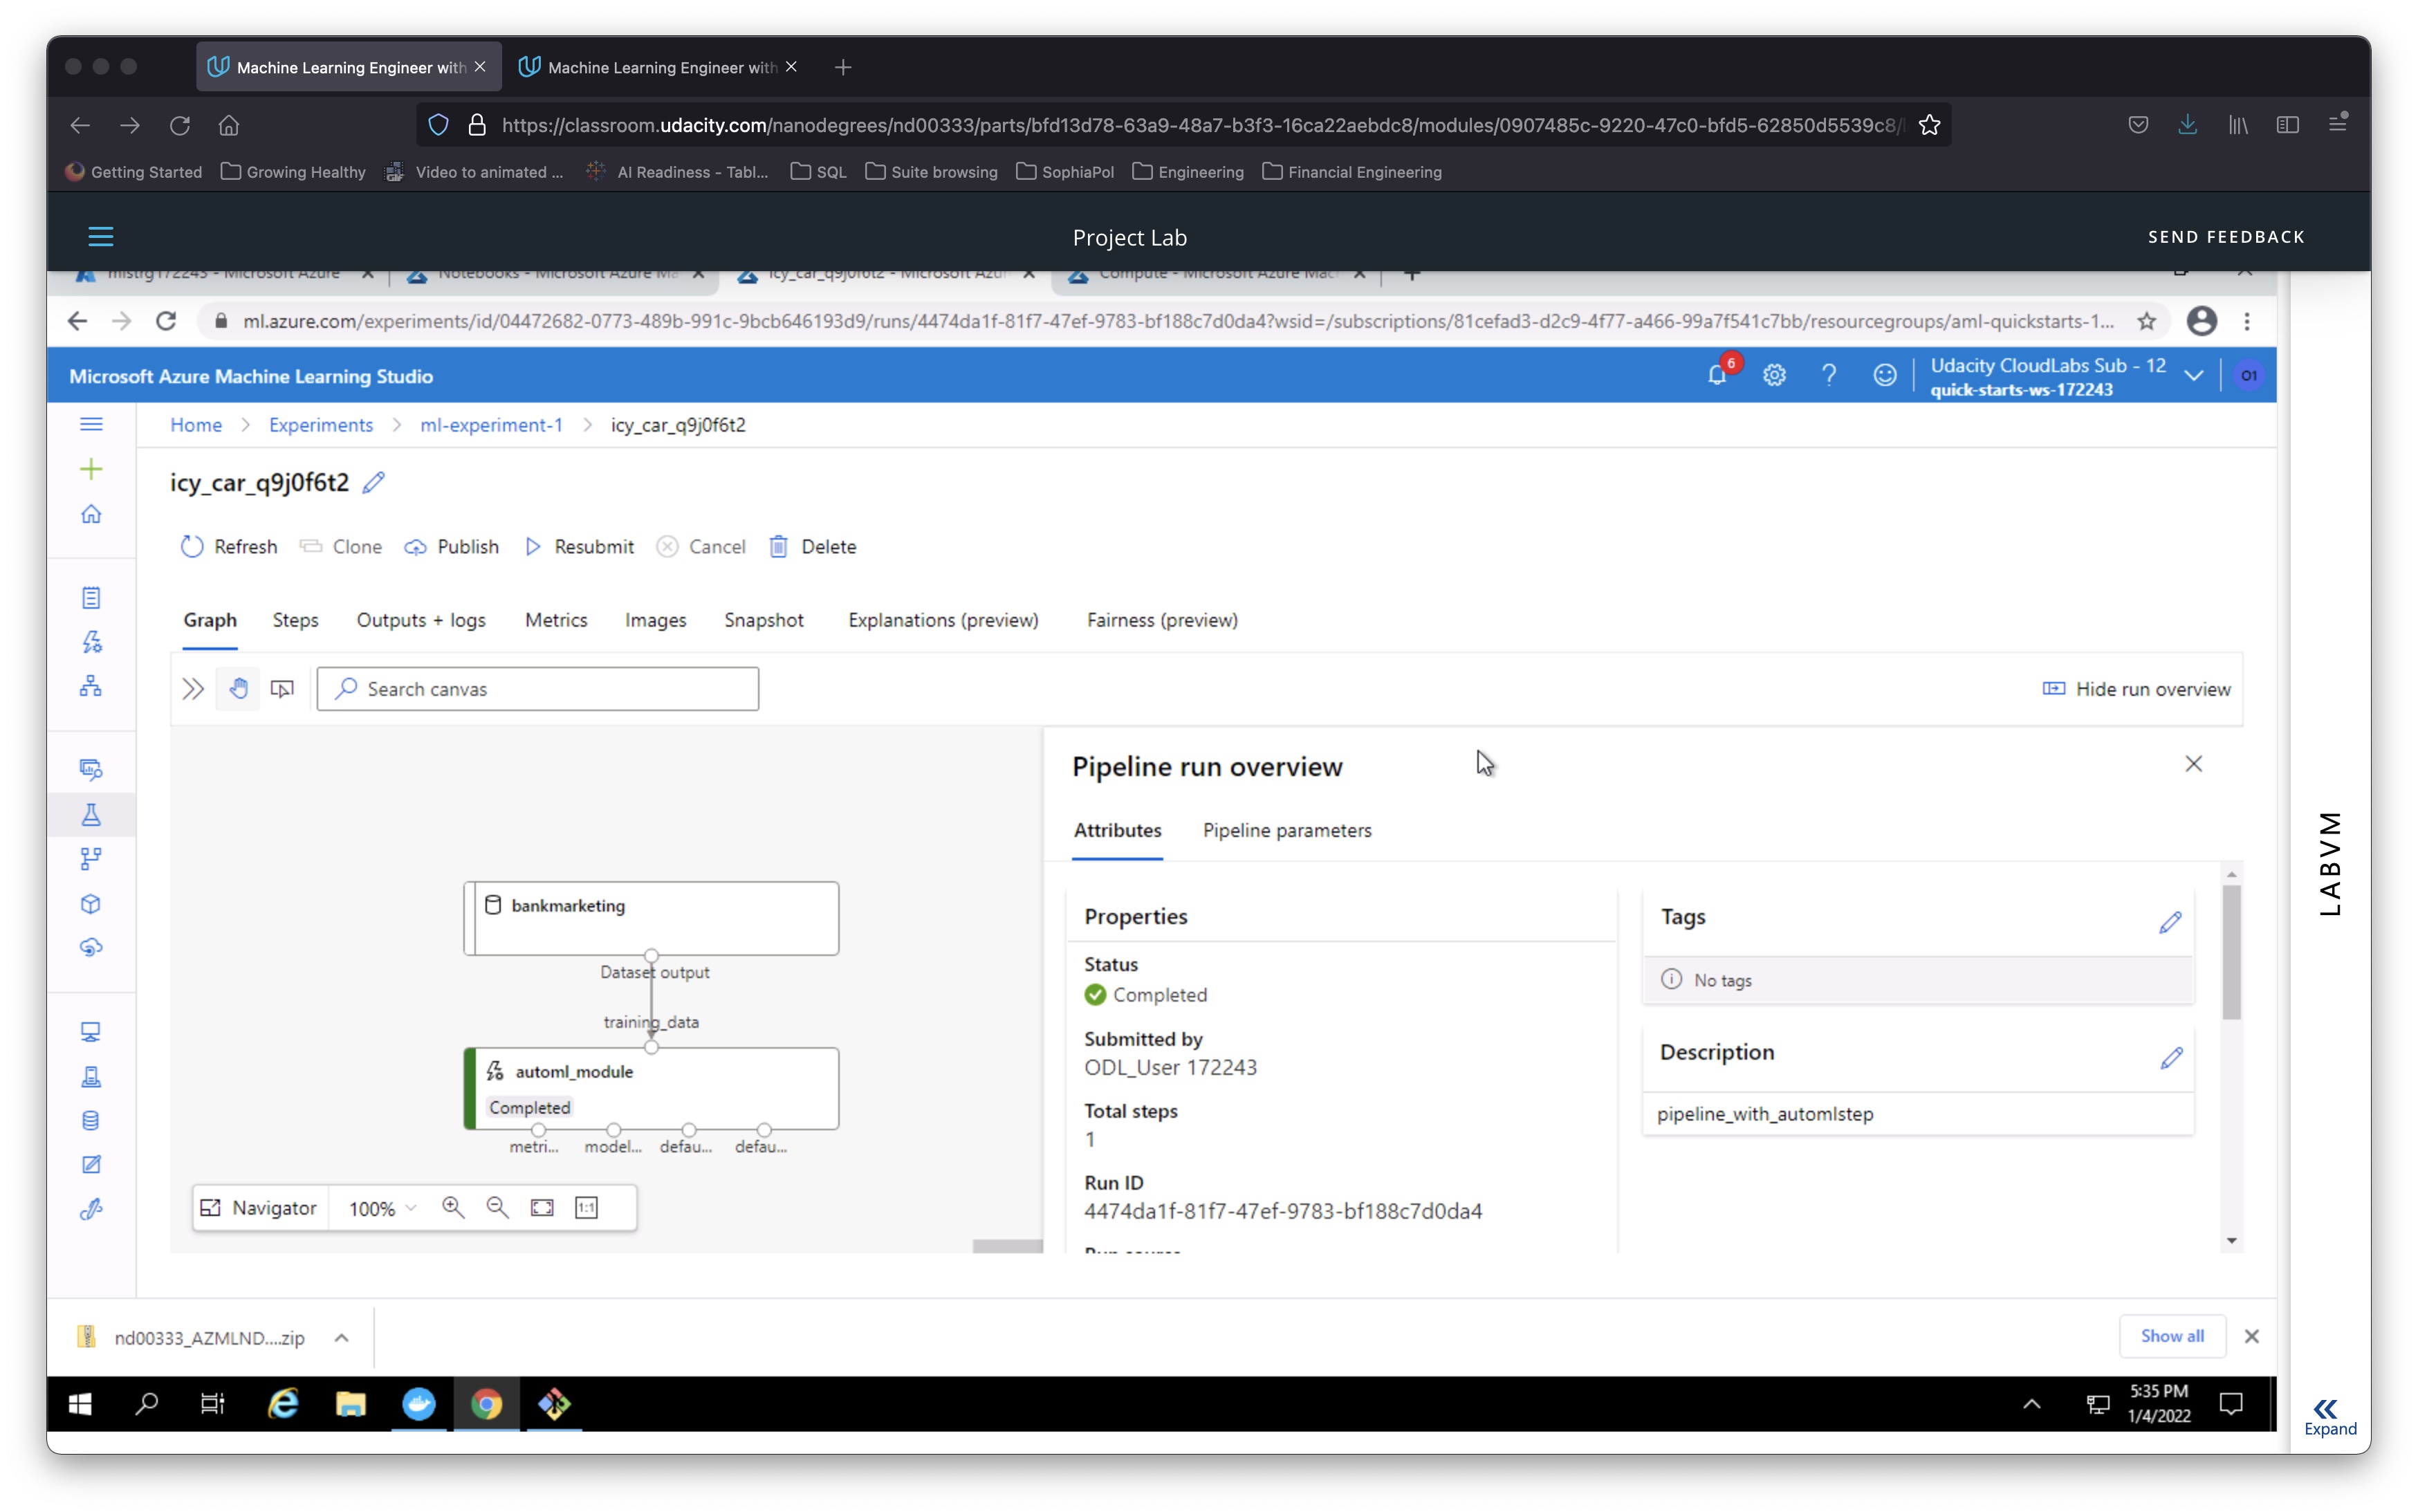 Machine Learning Engineer with
Machine Learning Engineer with
https://classroom.udacity.com/nanodegrees/nd00333/parts/bfd13d78-63a9-48a7-b3f3-16ca22aebdc8/modules/0907485c-9220-47c0-bfd5-62850d5539c8/
Getting Started Growing Healthy Video to animated ... AI Readiness - Tabl... SQL Suite browsing SophiaPol Engineering Financial Engineering
Project Lab
SEND FEEDBACK
mlstrg172243 - Microsoft Azure Notebooks - Microsoft Azure Ma icy_car_q9j0f6t2 - Microsoft Azur Compute - Microsoft Azure Mach
ml.azure.com/experiments/id/04472682-0773-489b-991c-9bcb646193d9/runs/4474da1f-81f7-47ef-9783-bf188c7d0da4?wsid=/subscriptions/81cefad3-d2c9-4f77-a466-99a7f541c7bb/resourcegroups/aml-quickstarts-1...
Microsoft Azure Machine Learning Studio
6
Udacity CloudLabs Sub - 12
quick-starts-ws-172243
O1
Home > Experiments > ml-experiment-1 > icy_car_q9j0f6t2
icy_car_q9j0f6t2
Refresh Clone Publish Resubmit Cancel Delete
Graph Steps Outputs + logs Metrics Images Snapshot Explanations (preview) Fairness (preview)
Search canvas
Hide run overview
bankmarketing
Dataset output
training_data
automl_module
Completed
metri... model... defau... defau...
Navigator 100% 1:1
Pipeline run overview
Attributes Pipeline parameters
Properties
Status
Completed
Submitted by
ODL_User 172243
Total steps
1
Run ID
4474da1f-81f7-47ef-9783-bf188c7d0da4
Tags
No tags
Description
pipeline_with_automlstep
LABVM
nd00333_AZMLND....zip
Show all
5:35 PM
1/4/2022
Expand